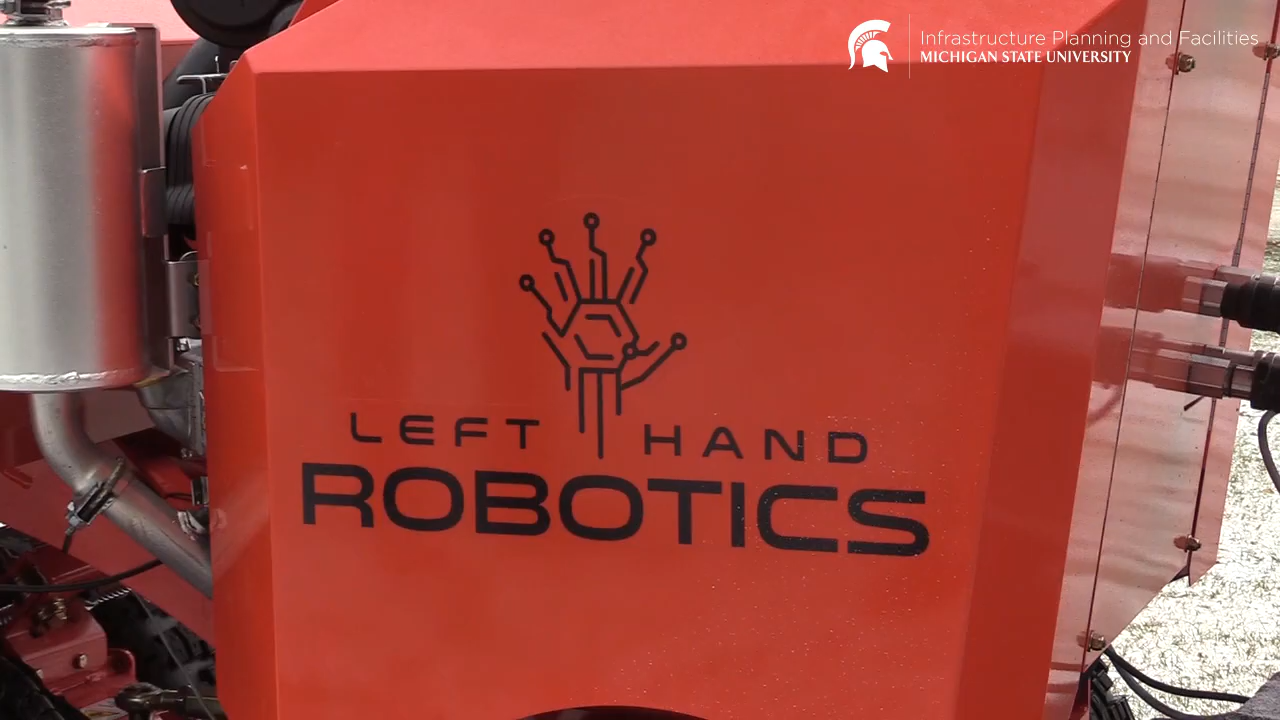 Infrastructure Planning and Facilities
MICHIGAN STATE UNIVERSITY
LEFT HAND
ROBOTICS